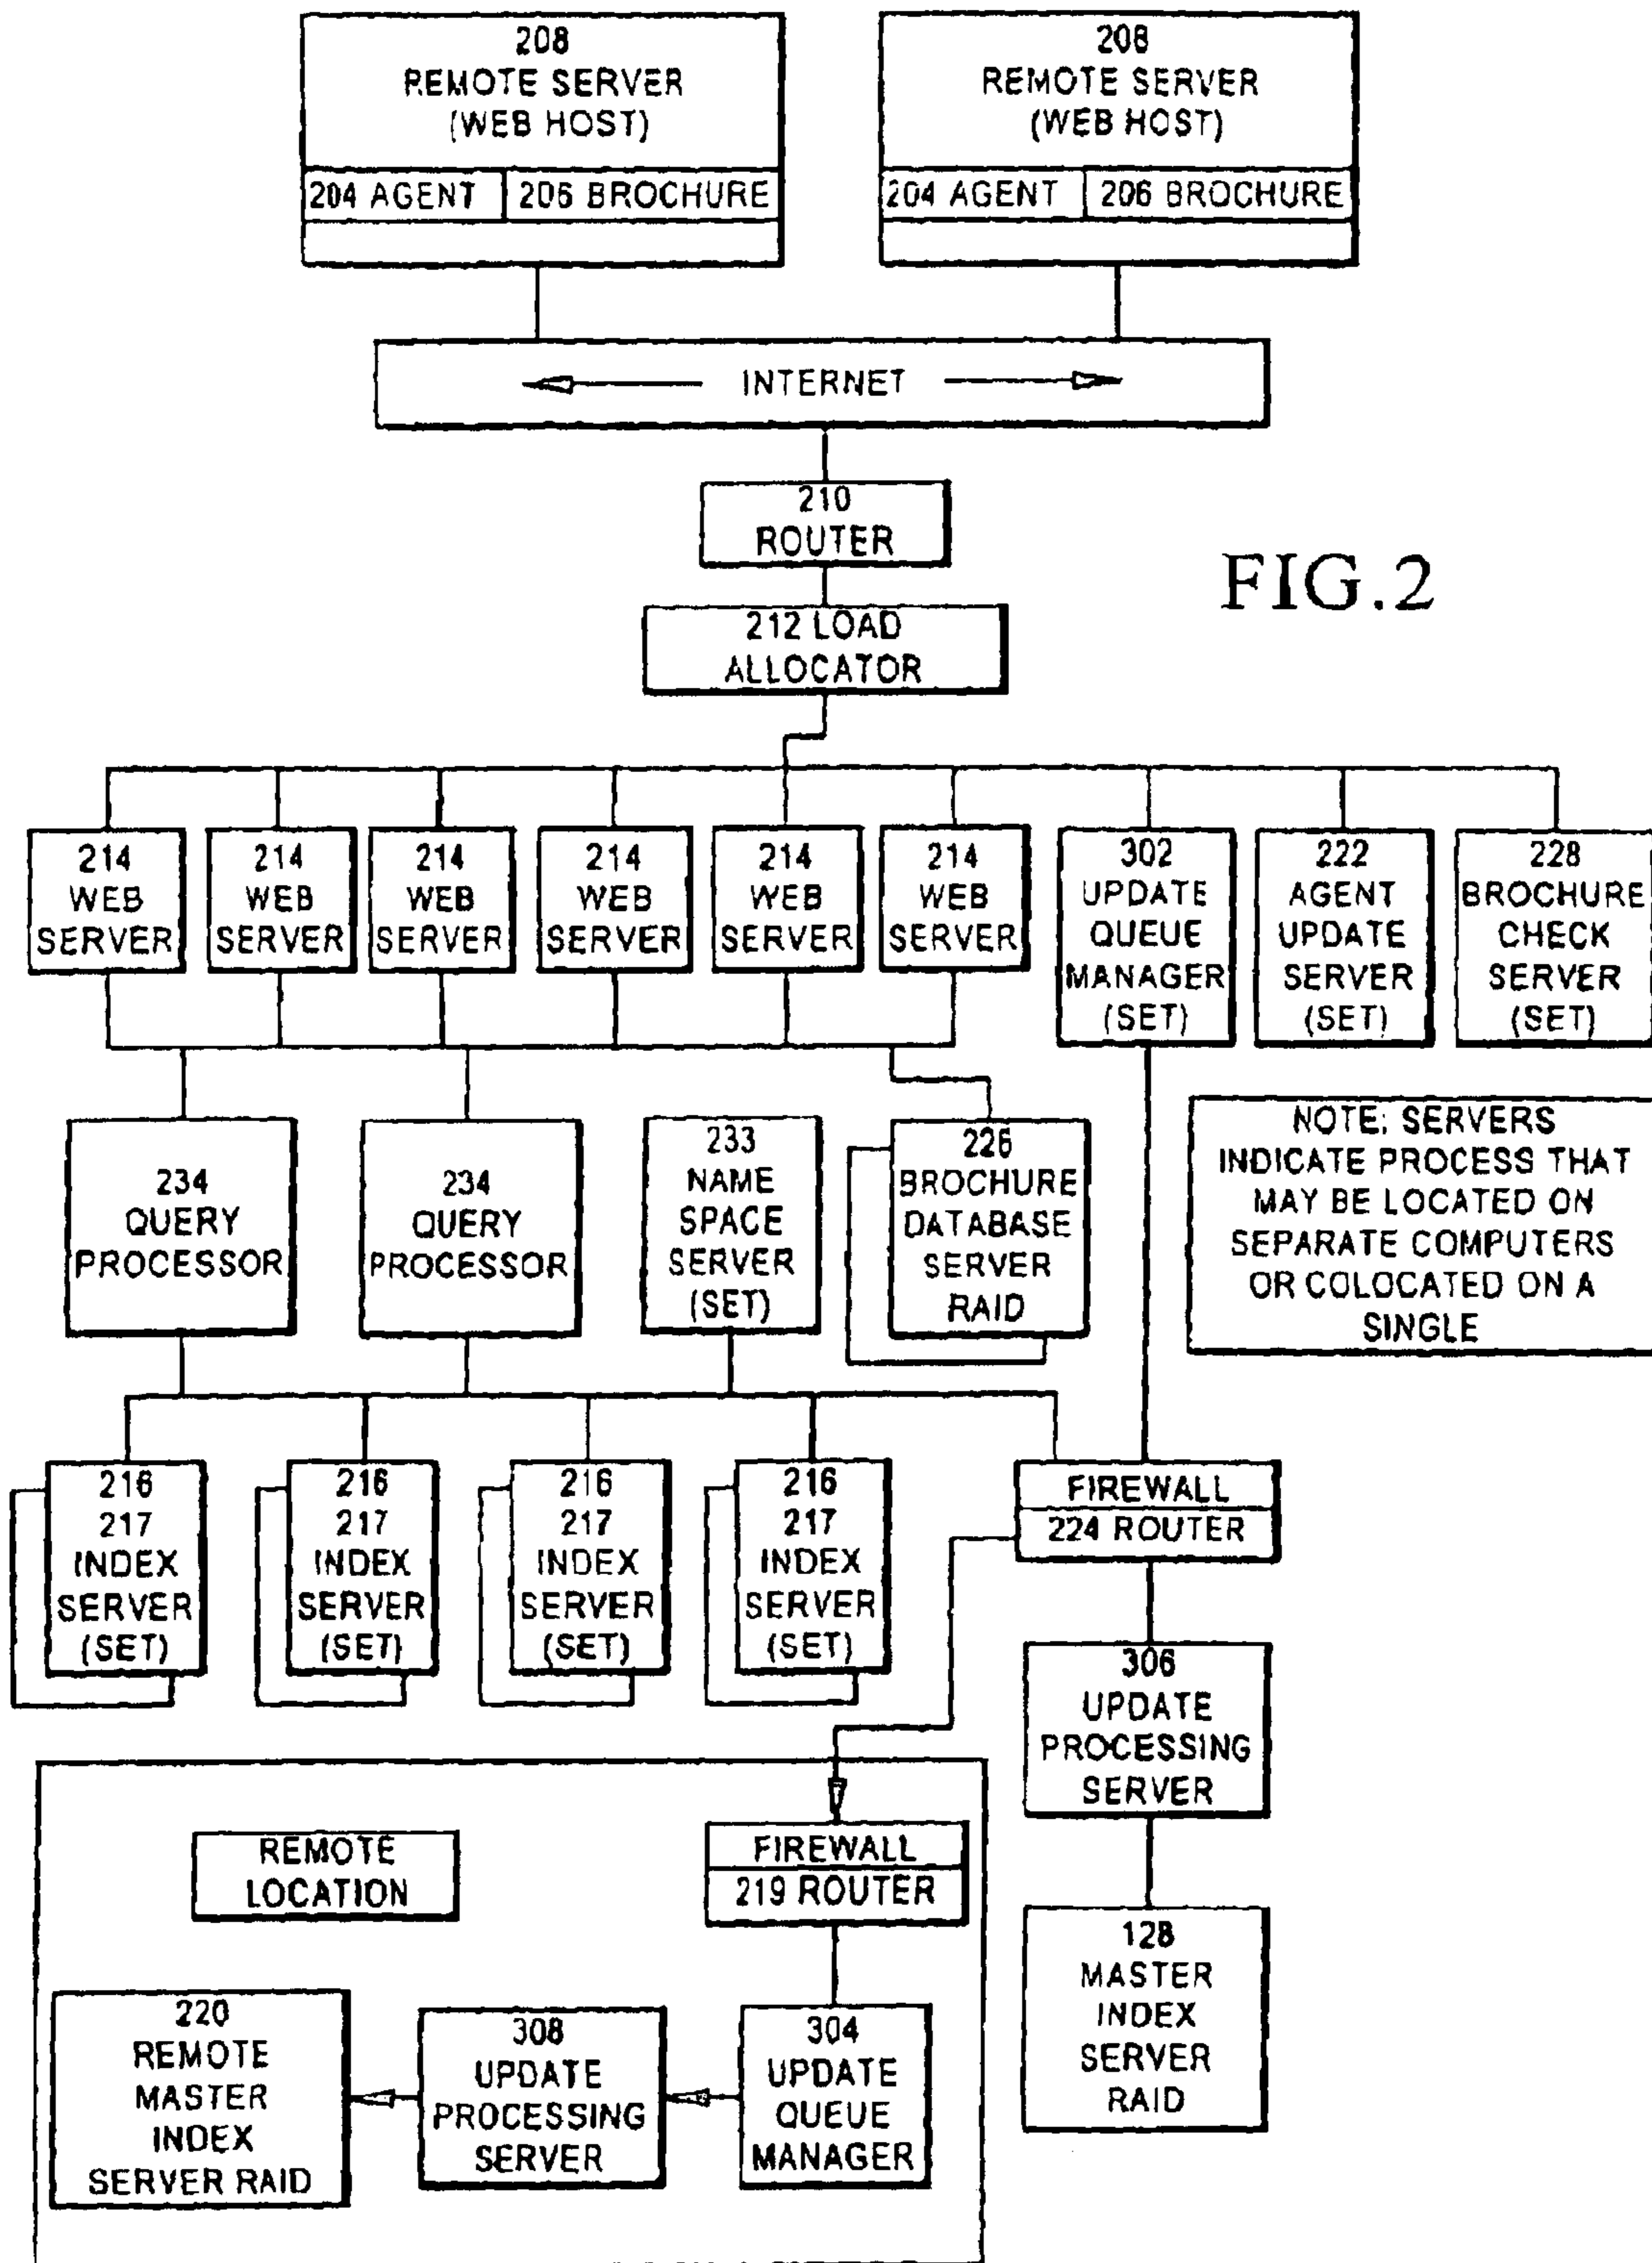 208
REMOTE SERVER
(WEB HOST)
204 AGENT
206 BROCHURE
208
REMOTE SERVER
(WEB HOST)
204 AGENT
206 BROCHURE
INTERNET
210
ROUTER
FIG.2
212 LOAD
ALLOCATOR
214
WEB
SERVER
214
WEB
SERVER
214
WEB
SERVER
214
WEB
SERVER
214
WEB
SERVER
214
WEB
SERVER
302
UPDATE
QUEUE
MANAGER
(SET)
222
AGENT
UPDATE
SERVER
(SET)
228
BROCHURE
CHECK
SERVER
(SET)
234
QUERY
PROCESSOR
234
QUERY
PROCESSOR
233
NAME
SPACE
SERVER
(SET)
226
BROCHURE
DATABASE
SERVER
RAID
NOTE: SERVERS
INDICATE PROCESS THAT
MAY BE LOCATED ON
SEPARATE COMPUTERS
OR COLOCATED ON A
SINGLE
216
217
INDEX
SERVER
(SET)
216
217
INDEX
SERVER
(SET)
216
217
INDEX
SERVER
(SET)
216
217
INDEX
SERVER
(SET)
FIREWALL
224 ROUTER
306
UPDATE
PROCESSING
SERVER
128
MASTER
INDEX
SERVER
RAID
REMOTE
LOCATION
FIREWALL
219 ROUTER
220
REMOTE
MASTER
INDEX
SERVER RAID
308
UPDATE
PROCESSING
SERVER
304
UPDATE
QUEUE
MANAGER